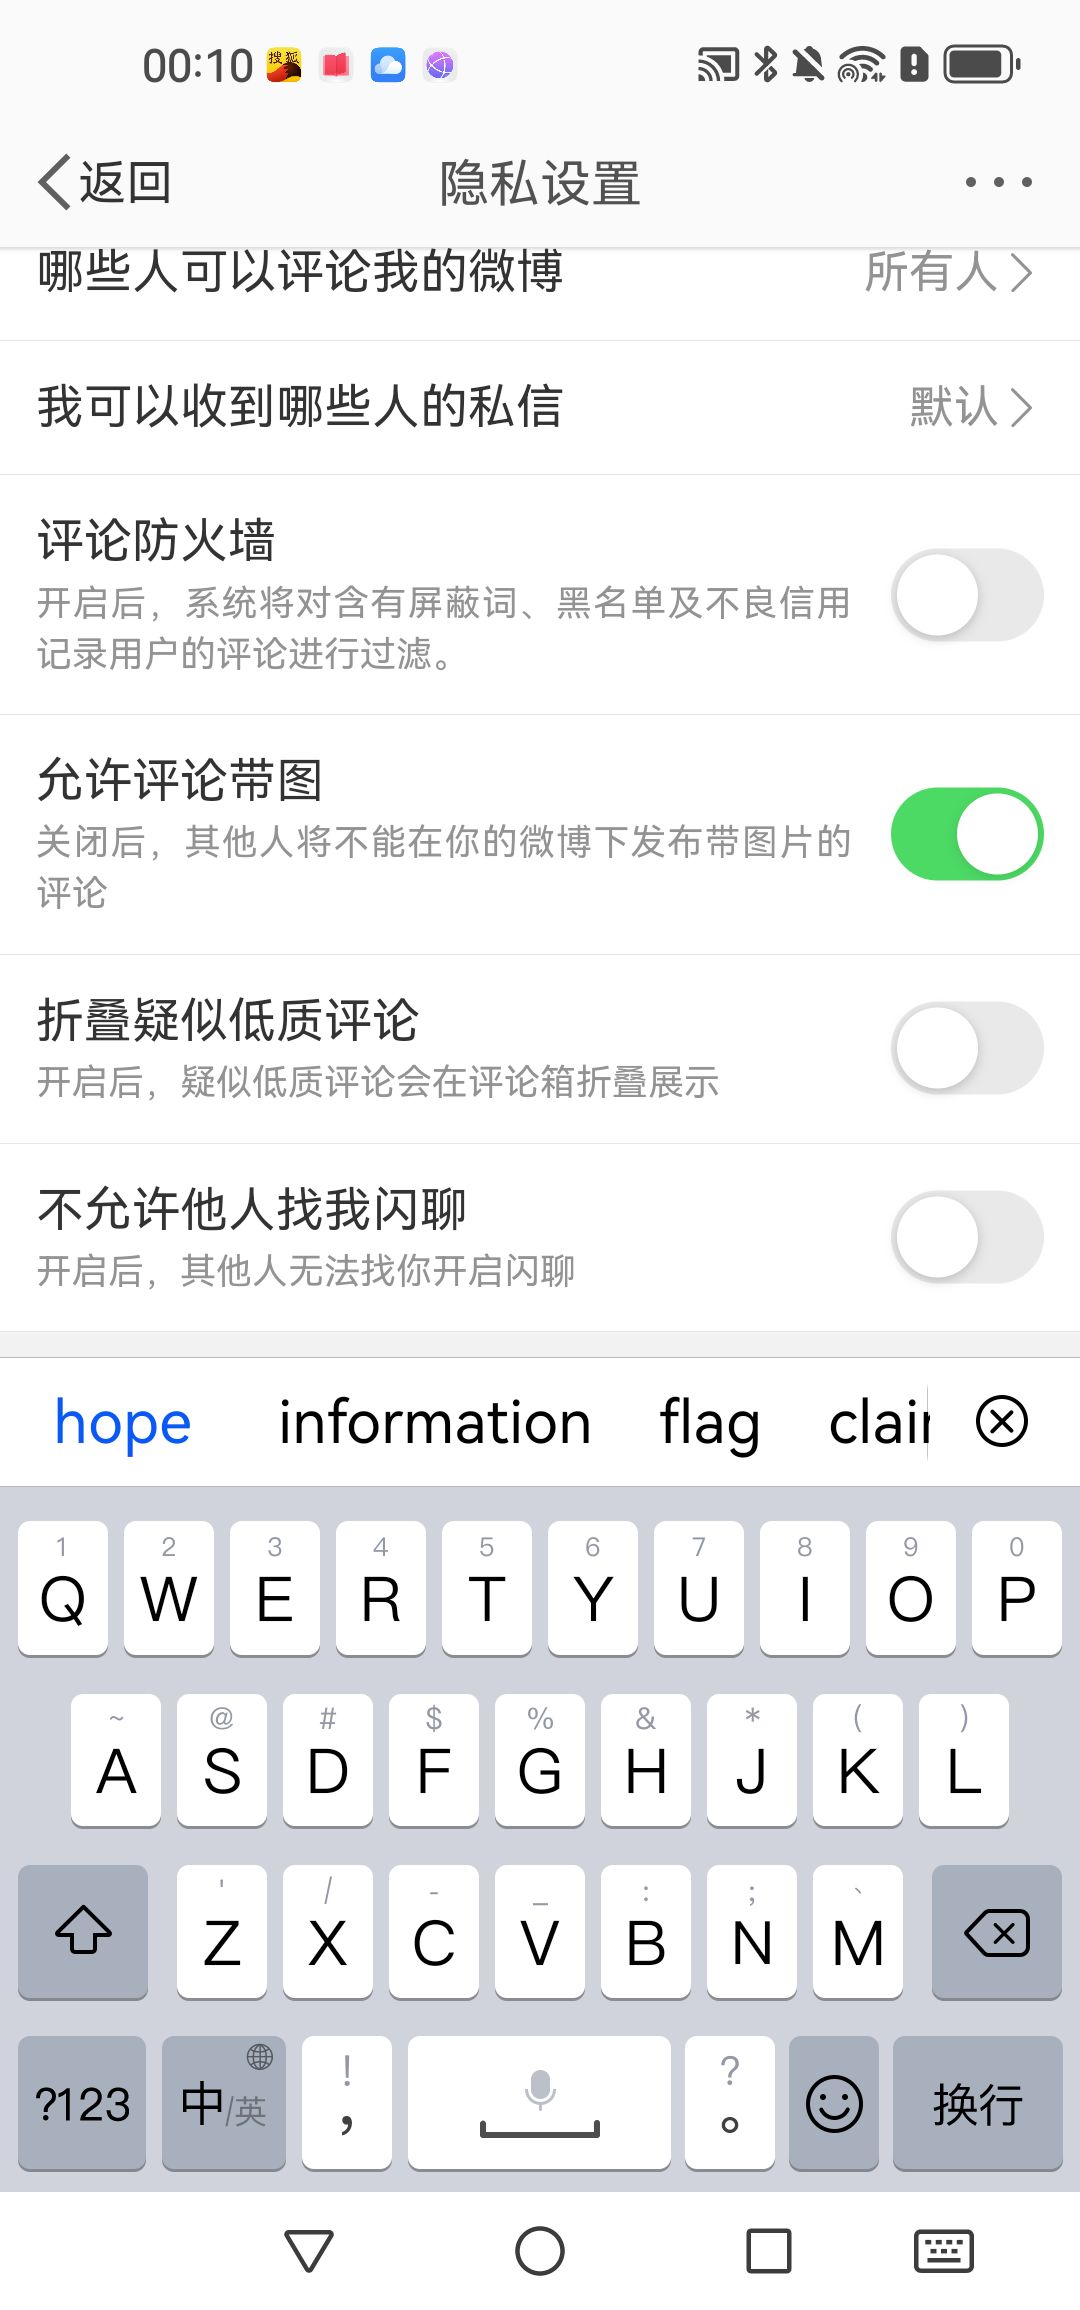 00:10 搜狐
返回 隐私设置
哪些人可以评论我的微博 所有人
我可以收到哪些人的私信 默认
评论防火墙
开启后，系统将对含有屏蔽词、黑名单及不良信用
记录用户的评论进行过滤。
允许评论带图
关闭后，其他人将不能在你的微博下发布带图片的
评论
折叠疑似低质评论
开启后，疑似低质评论会在评论箱折叠展示
不允许他人找我闪聊
开启后，其他人无法找你开启闪聊
hope information flag clair
1 2 3 4 5 6 7 8 9 0
Q W E R T Y U I O P
~ @ # $ % & * ( )
A S D F G H J K L
' / - _ : ; 、
Z X C V B N M
! ?
?123 中/英 , 。 换行